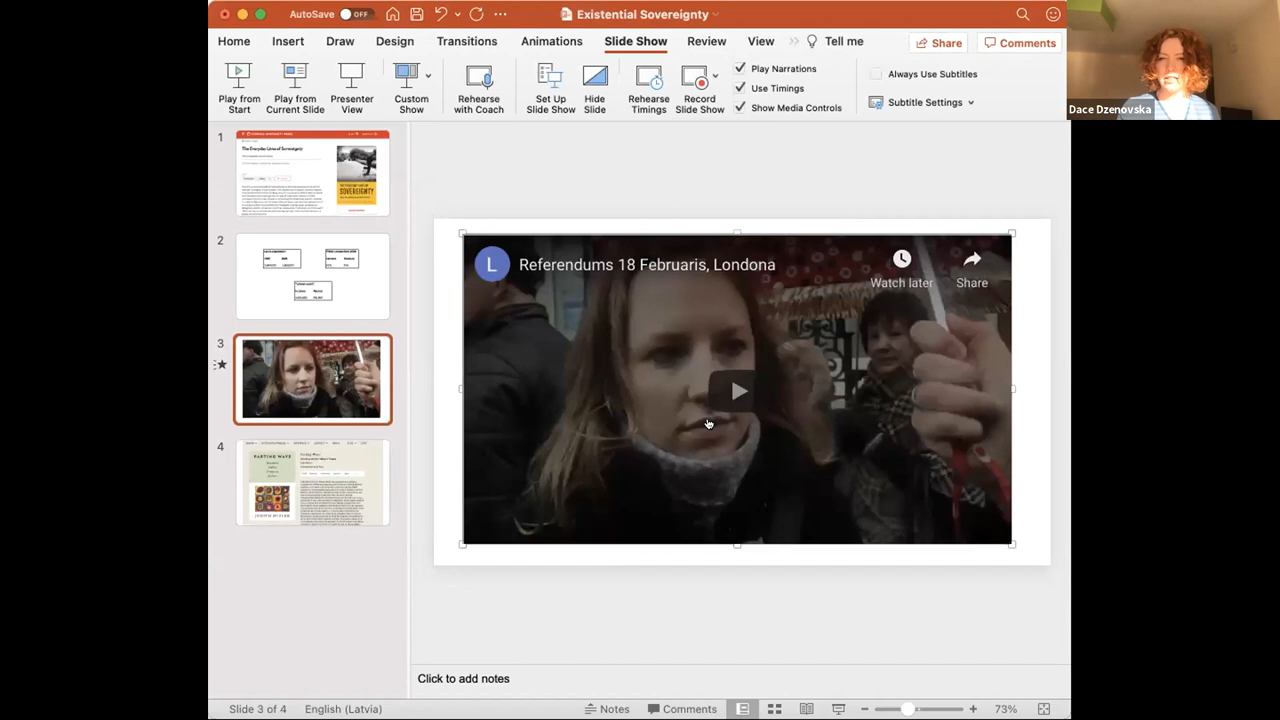 AutoSave OFF
Existential Sovereignty
Home Insert Draw Design Transitions Animations Slide Show Review View Tell me
Share Comments
Play from Start
Play from Current Slide
Presenter View
Custom Show
Rehearse with Coach
Set Up Slide Show
Hide Slide
Rehearse Timings
Record Slide Show
Play Narrations
Use Timings
Show Media Controls
Always Use Subtitles
Subtitle Settings
Dace Dzenovska
1
The Everyday Lives of Sovereignty
SOVEREIGNTY
2
3
4
PARTING WAYS
L
Referendums 18 Februaris, Londona
Watch later
Share
Click to add notes
Slide 3 of 4 English (Latvia) Notes Comments 73%